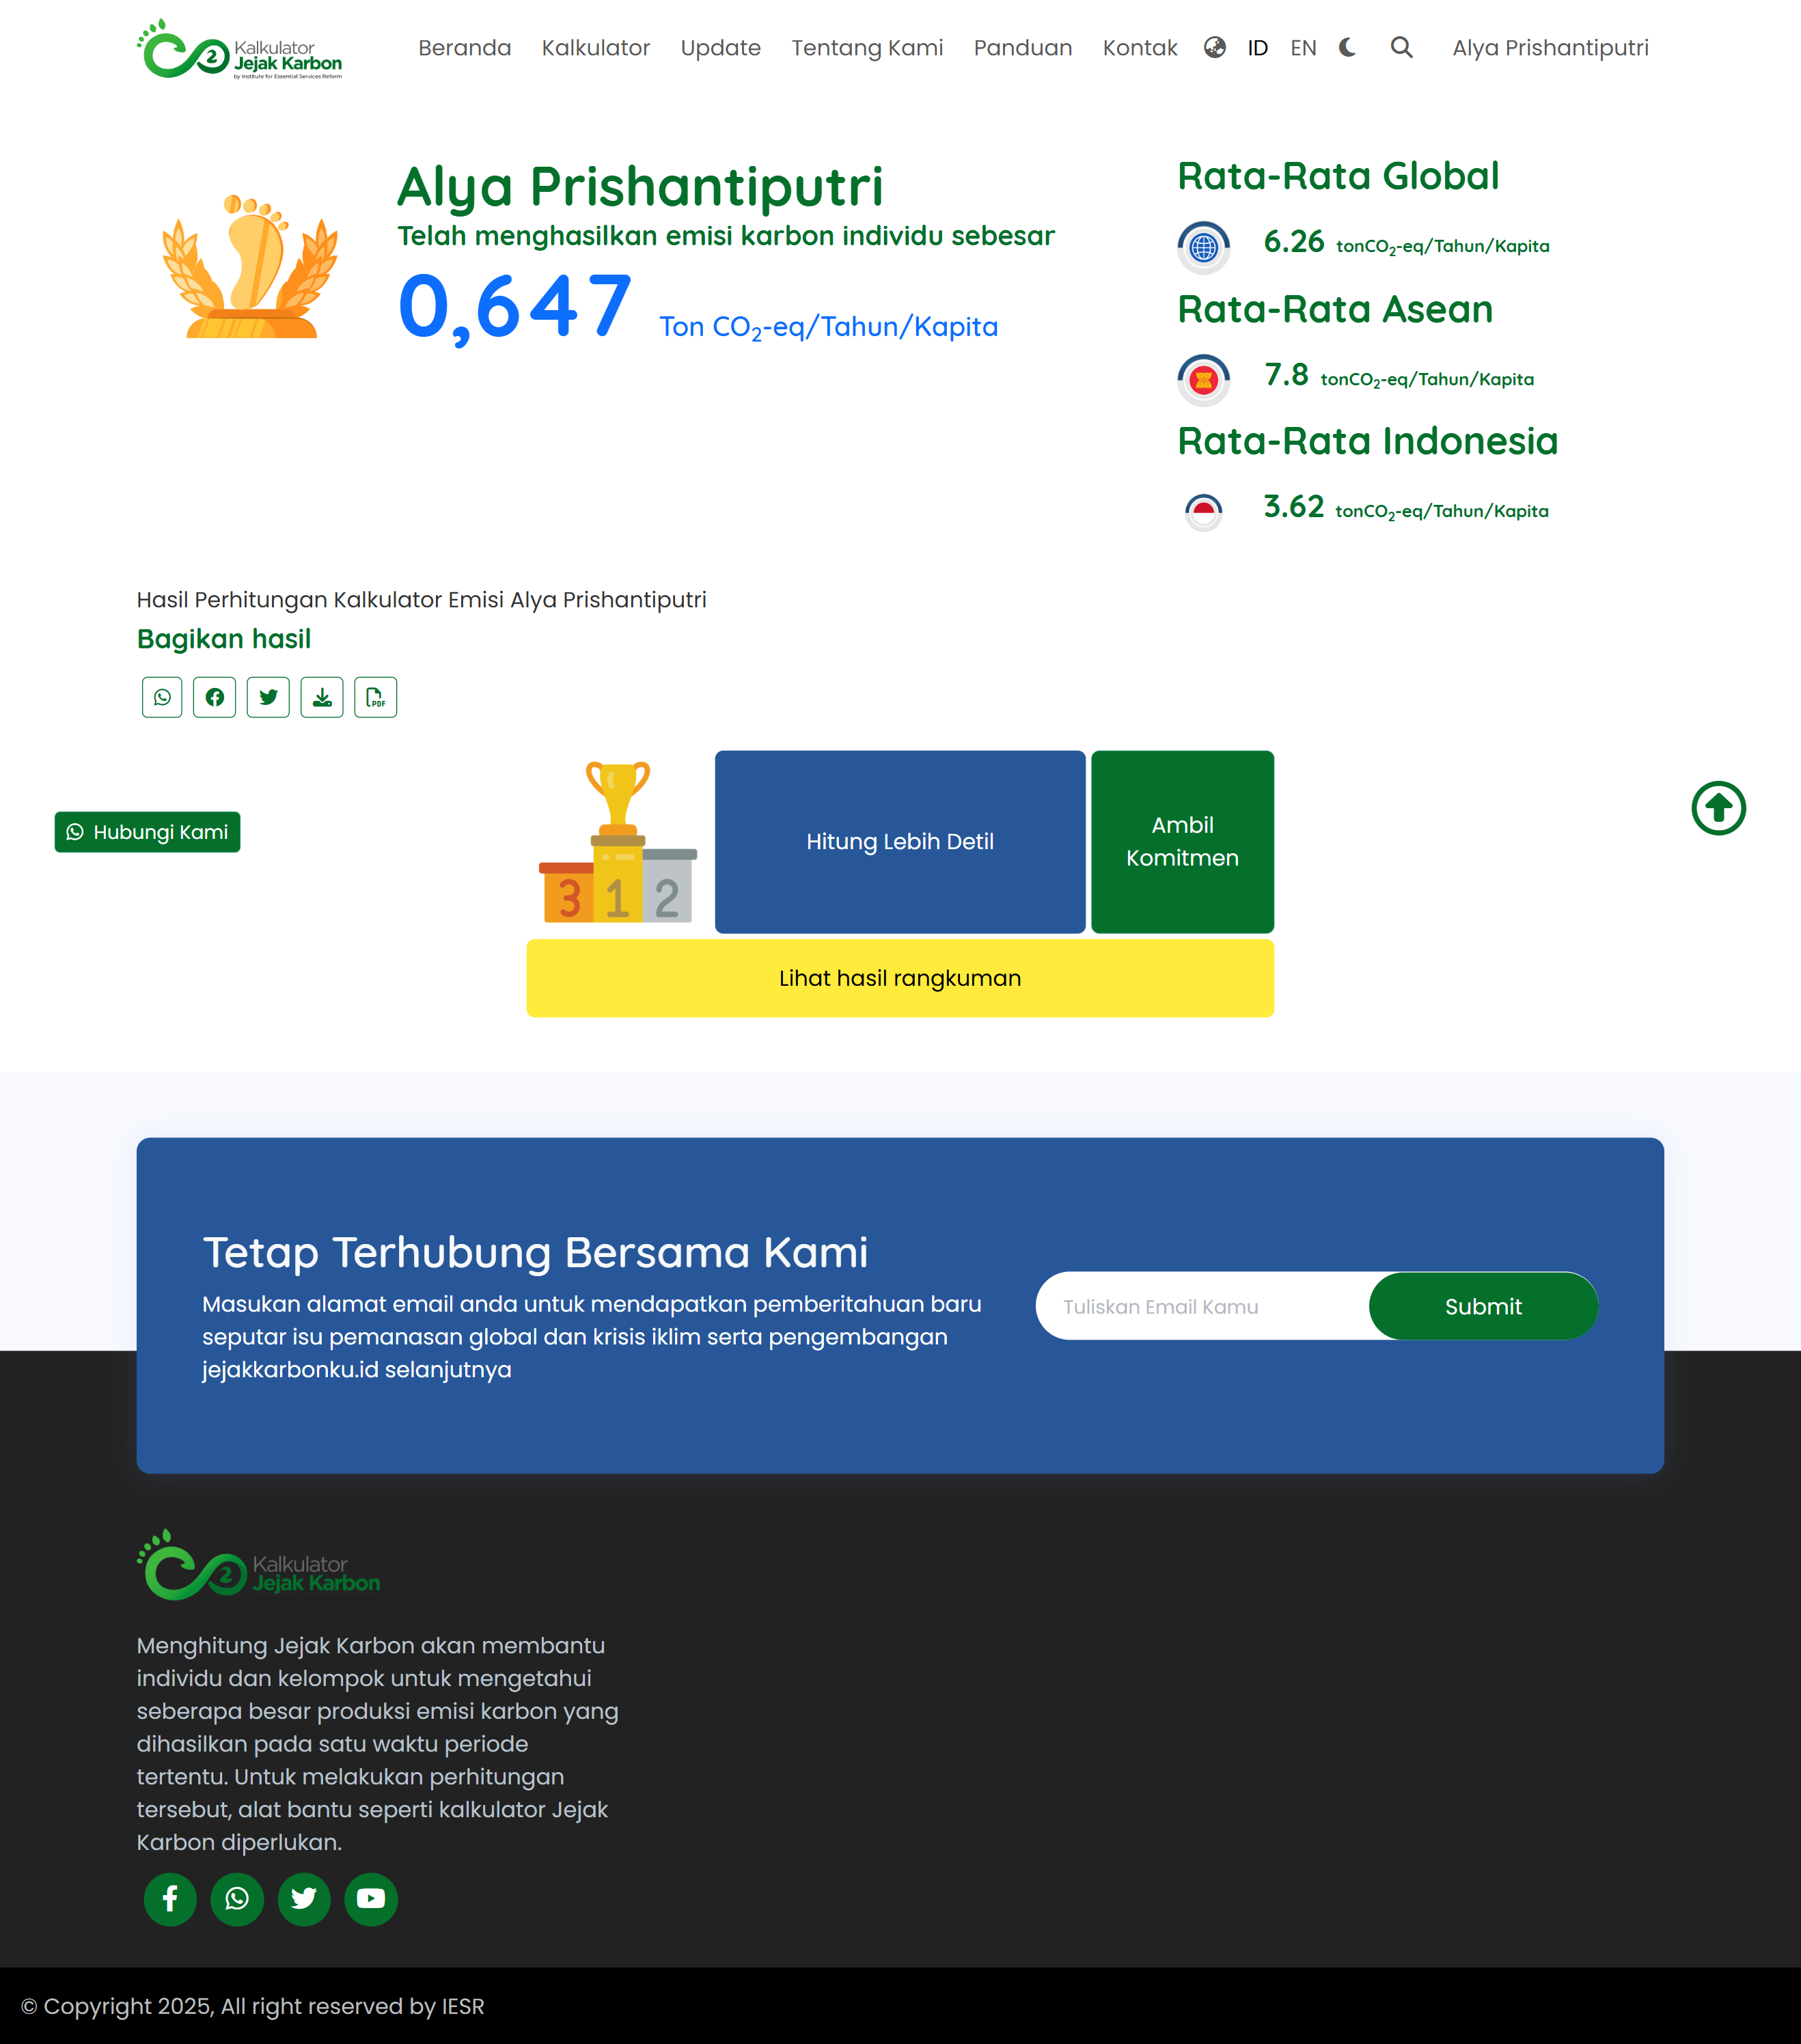 Kalkulator
Jejak Karbon
by Institute for Essential Services Reform
Beranda Kalkulator Update Tentang Kami Panduan Kontak ID EN Alya Prishantiputri
Alya Prishantiputri
Telah menghasilkan emisi karbon individu sebesar
0,647 Ton CO₂-eq/Tahun/Kapita
Rata-Rata Global
6.26 tonCO₂-eq/Tahun/Kapita
Rata-Rata Asean
7.8 tonCO₂-eq/Tahun/Kapita
Rata-Rata Indonesia
3.62 tonCO₂-eq/Tahun/Kapita
Hasil Perhitungan Kalkulator Emisi Alya Prishantiputri
Bagikan hasil
PDF
Hubungi Kami
3 1 2
Hitung Lebih Detil
Ambil
Komitmen
Lihat hasil rangkuman
Tetap Terhubung Bersama Kami
Masukan alamat email anda untuk mendapatkan pemberitahuan baru
seputar isu pemanasan global dan krisis iklim serta pengembangan
jejakkarbonku.id selanjutnya
Tuliskan Email Kamu
Submit
2 Kalkulator
Jejak Karbon
Menghitung Jejak Karbon akan membantu
individu dan kelompok untuk mengetahui
seberapa besar produksi emisi karbon yang
dihasilkan pada satu waktu periode
tertentu. Untuk melakukan perhitungan
tersebut, alat bantu seperti kalkulator Jejak
Karbon diperlukan.
© Copyright 2025, All right reserved by IESR